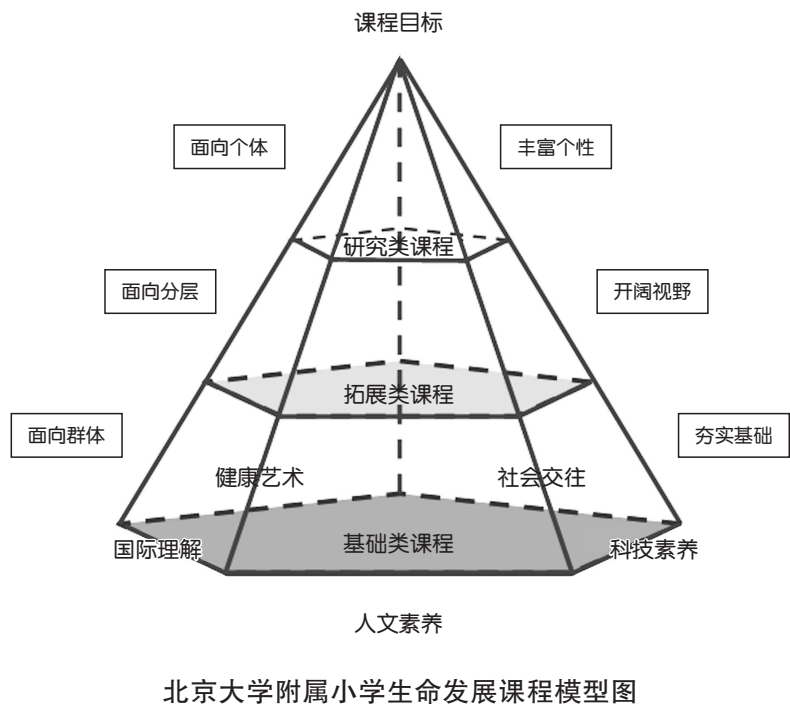 课程目标
面向个体
丰富个性
研究类课程
面向分层
开阔视野
拓展类课程
面向群体
夯实基础
健康艺术
社会交往
国际理解
基础类课程
科技素养
人文素养
北京大学附属小学生命发展课程模型图